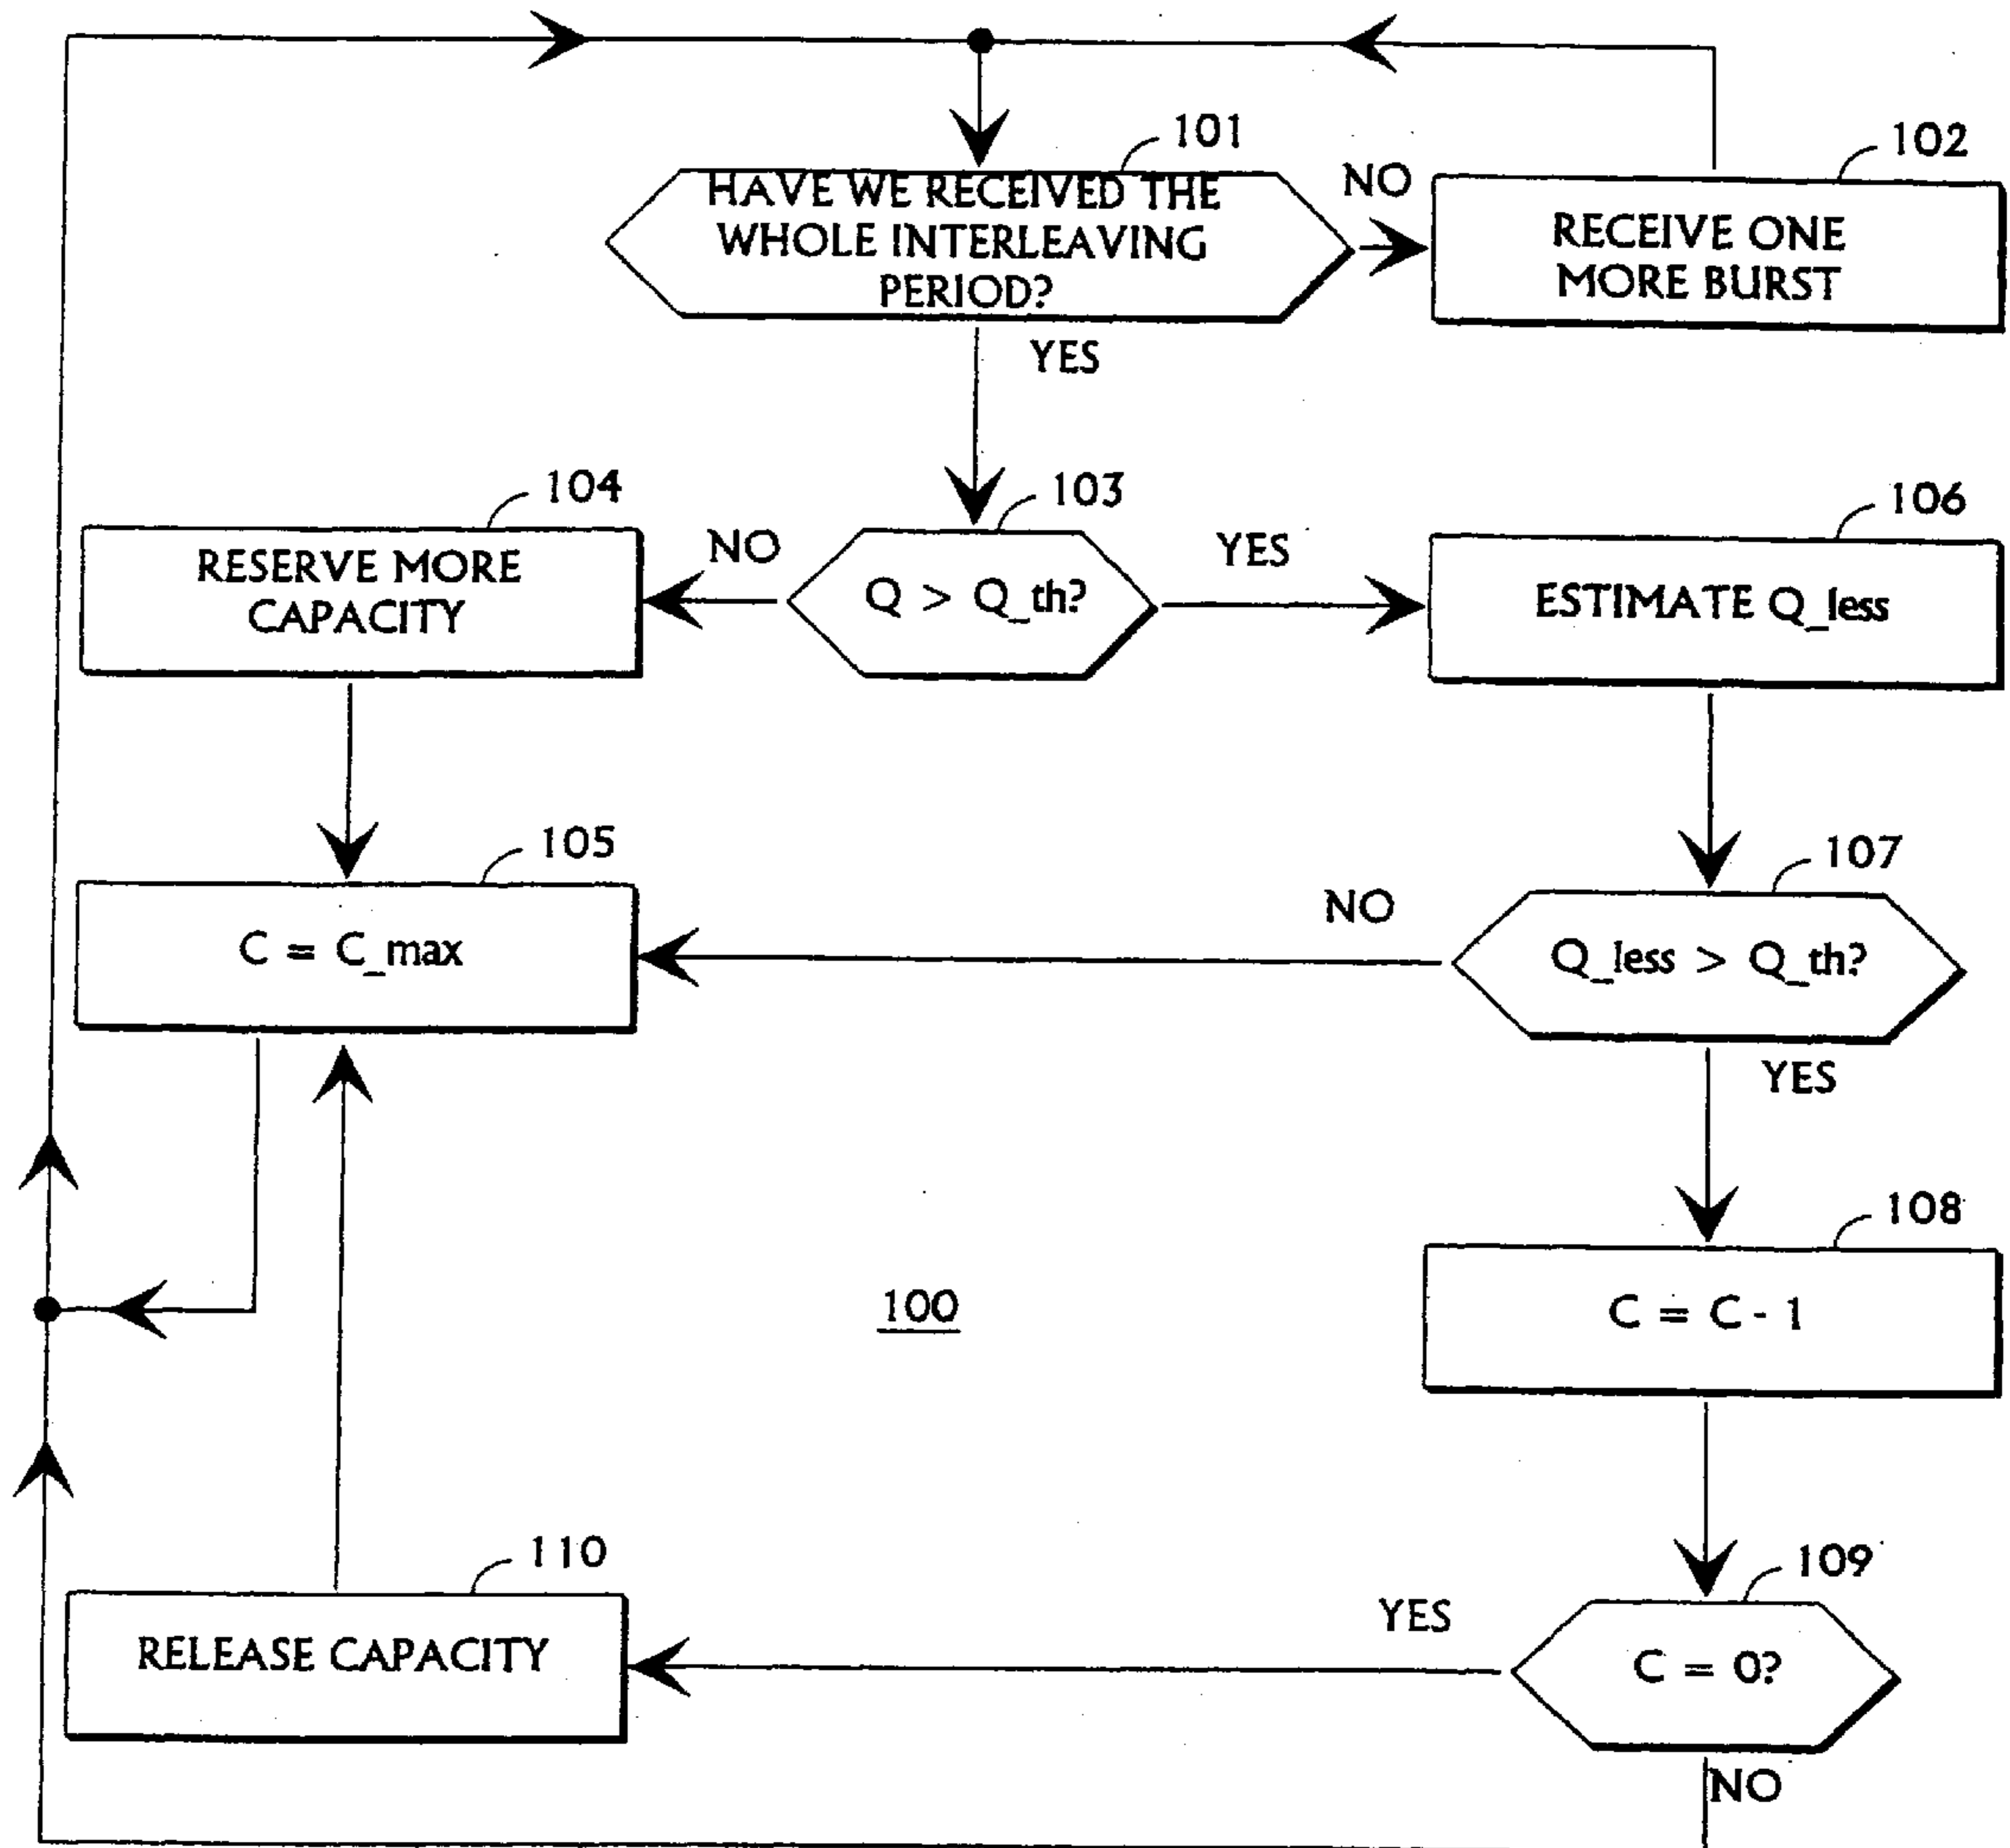 101
HAVE WE RECEIVED THE
WHOLE INTERLEAVING
PERIOD?
NO
102
RECEIVE ONE
MORE BURST
YES
104
RESERVE MORE
CAPACITY
NO
103
Q > Q_th?
YES
106
ESTIMATE Q_less
105
C = C_max
NO
107
Q_less > Q_th?
YES
108
C = C - 1
100
110
RELEASE CAPACITY
YES
109
C = 0?
NO